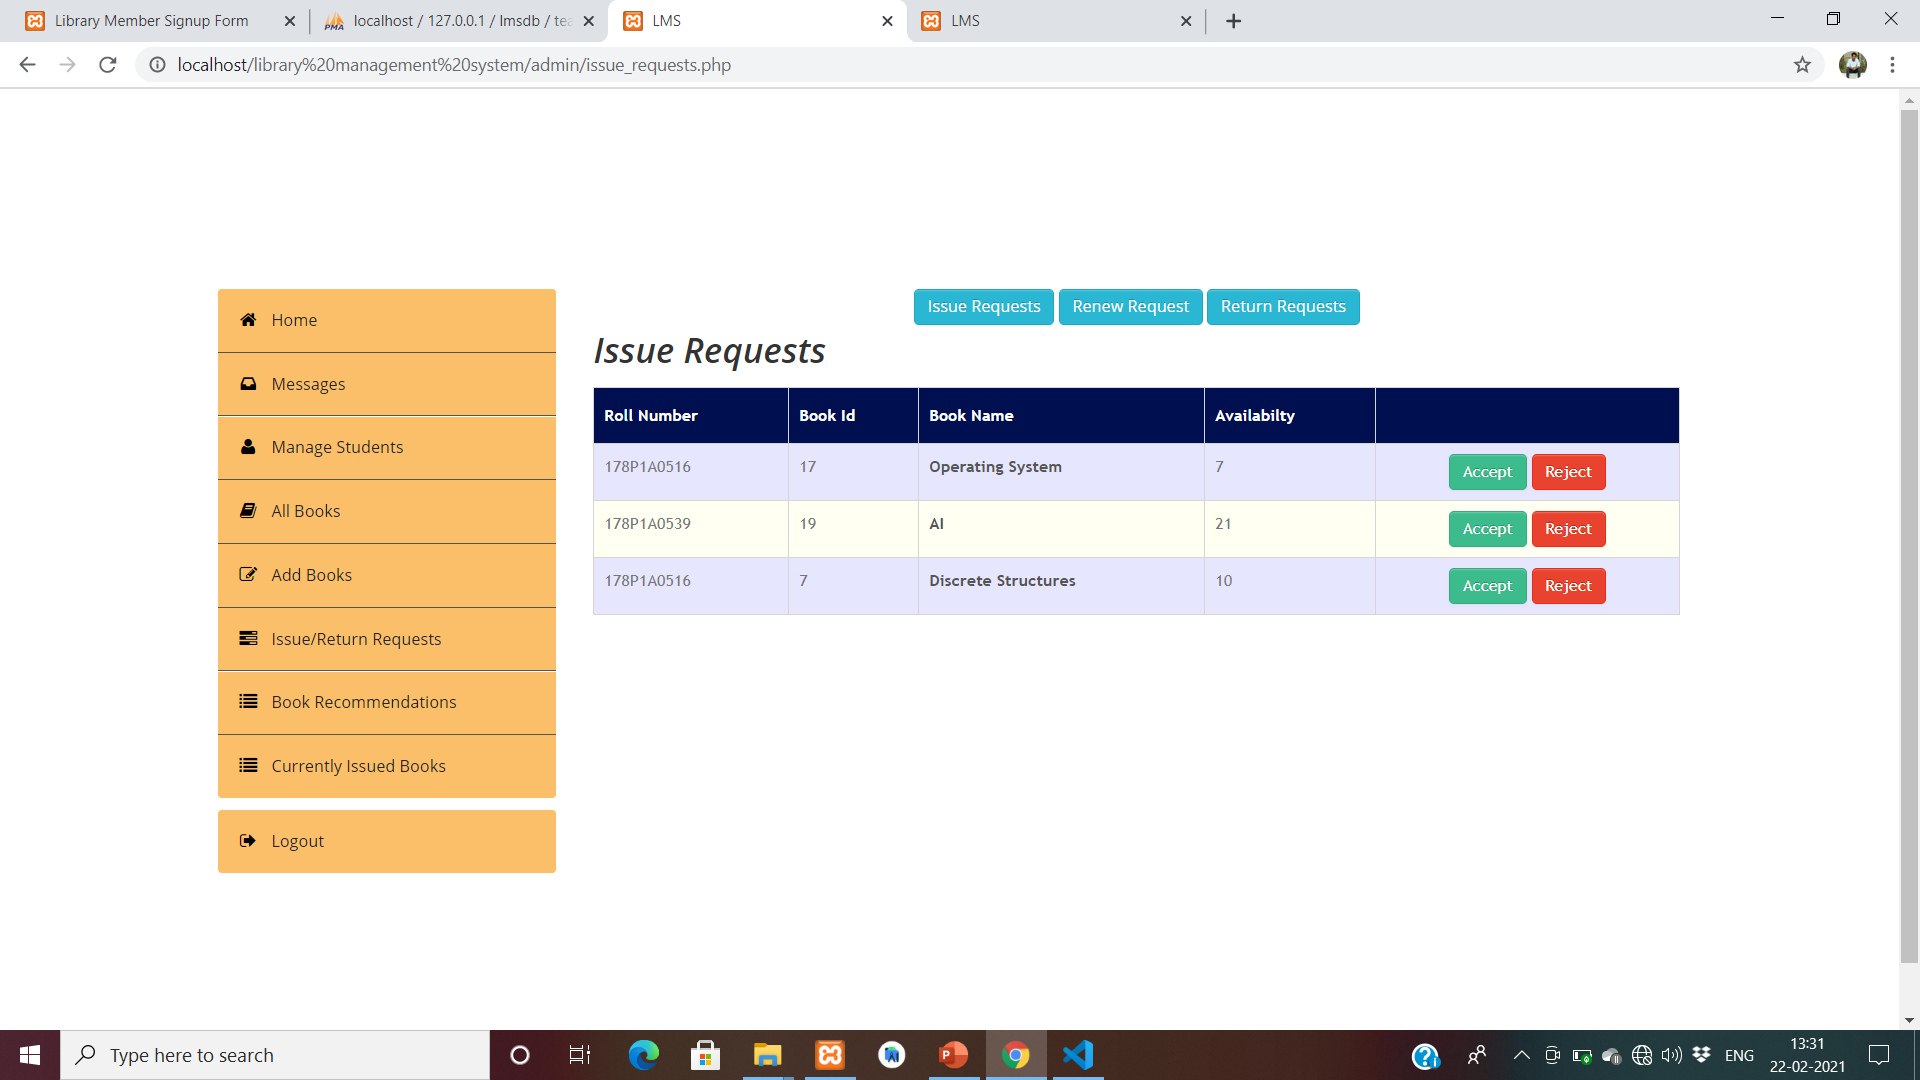 Library Member Signup Form
localhost / 127.0.0.1 / lmsdb / tea
LMS
LMS
localhost/library%20management%20system/admin/issue_requests.php
Home
Messages
Manage Students
All Books
Add Books
Issue/Return Requests
Book Recommendations
Currently Issued Books
Logout
Issue Requests Renew Request Return Requests
Issue Requests
Roll Number Book Id Book Name Availabilty
178P1A0516 17 Operating System 7 Accept Reject
178P1A0539 19 AI 21 Accept Reject
178P1A0516 7 Discrete Structures 10 Accept Reject
Type here to search
ENG
13:31
22-02-2021